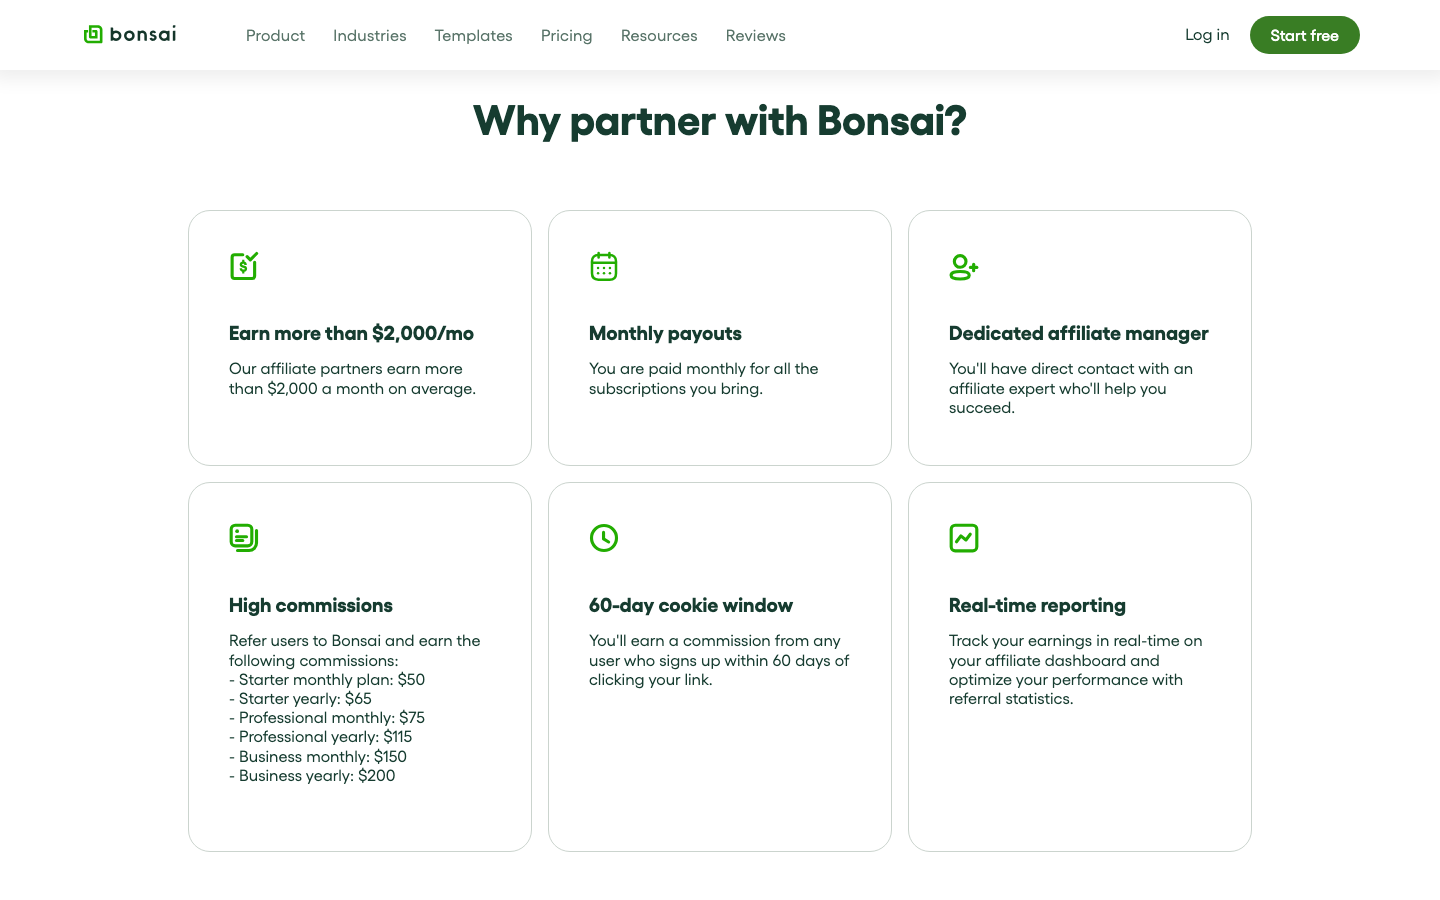 bonsai
Product
Industries
Templates
Pricing
Resources
Reviews
Log in
Start free
Why partner with Bonsai?
$
Earn more than $2,000/mo
Our affiliate partners earn more
than $2,000 a month on average.
Monthly payouts
You are paid monthly for all the
subscriptions you bring.
Dedicated affiliate manager
You'll have direct contact with an
affiliate expert who'll help you
succeed.
High commissions
Refer users to Bonsai and earn the
following commissions:
- Starter monthly plan: $50
- Starter yearly: $65
- Professional monthly: $75
- Professional yearly: $115
- Business monthly: $150
- Business yearly: $200
60-day cookie window
You'll earn a commission from any
user who signs up within 60 days of
clicking your link.
Real-time reporting
Track your earnings in real-time on
your affiliate dashboard and
optimize your performance with
referral statistics.